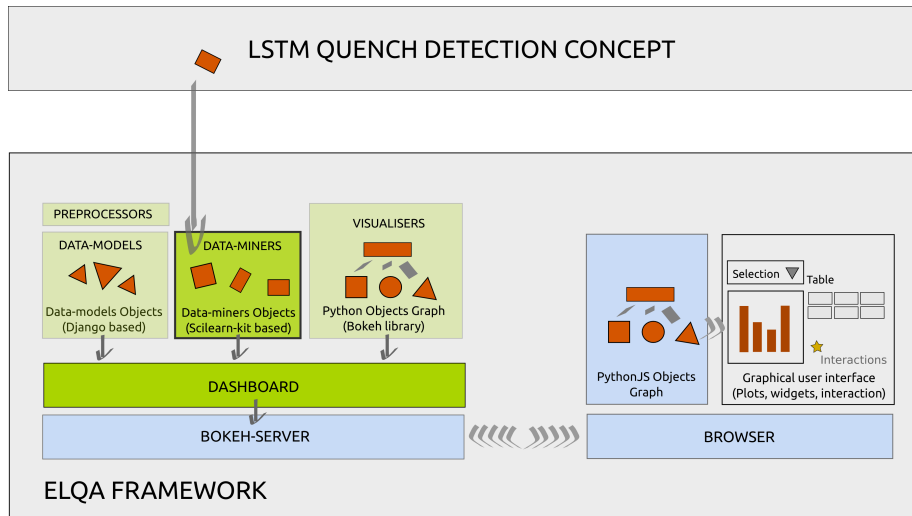 LSTM QUENCH DETECTION CONCEPT
PREPROCESSORS
DATA-MODELS
Data-models Objects
(Django based)
DATA-MINERS
Data-miners Objects
(Scilearn-kit based)
VISUALISERS
Python Objects Graph
(Bokeh library)
DASHBOARD
BOKEH-SERVER
PythonJS Objects
Graph
Selection
Table
Interactions
Graphical user interface
(Plots, widgets, interaction)
BROWSER
ELQA FRAMEWORK